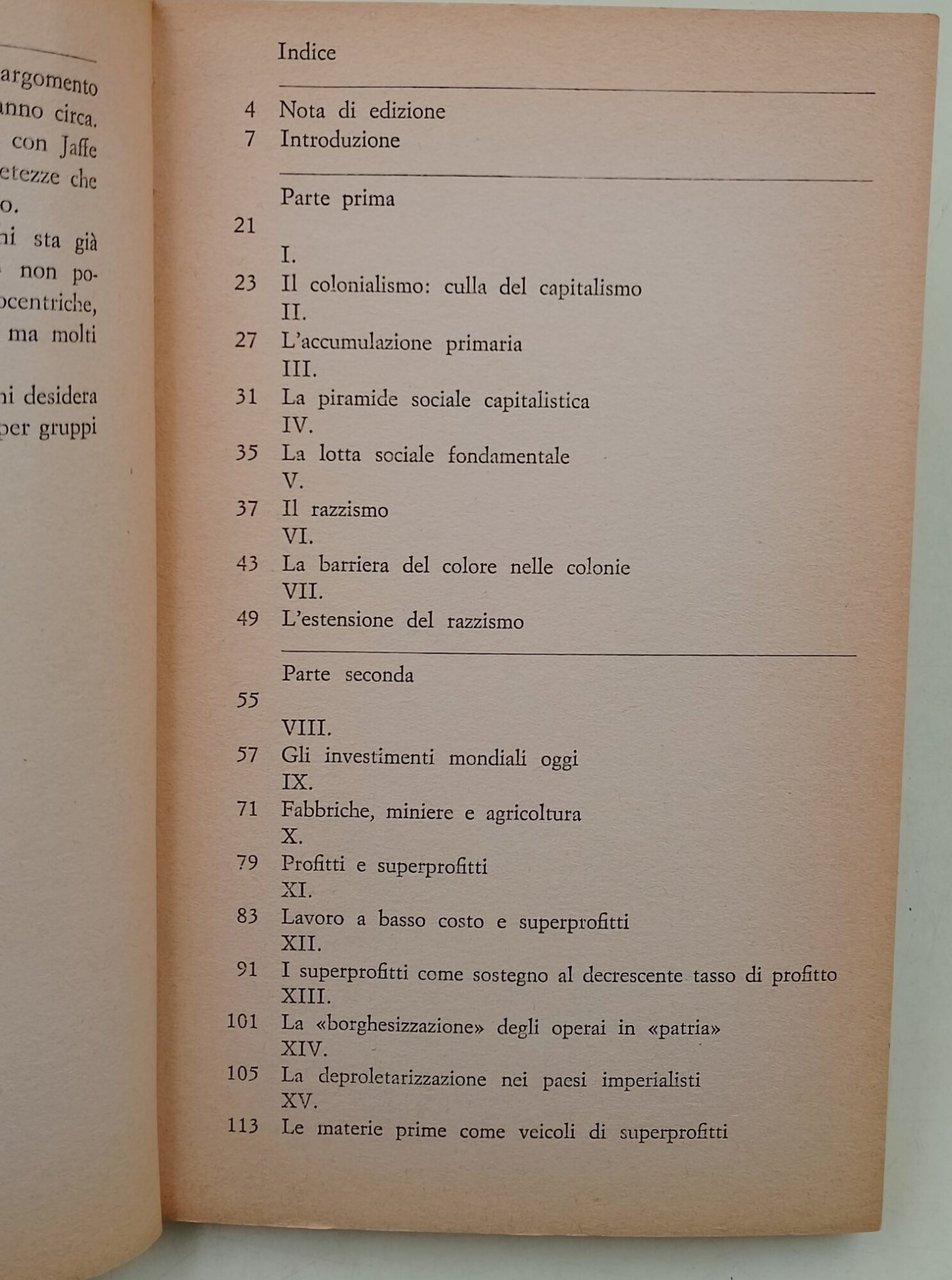 argomento
anno circa.
con Jaffe
che
sta già
non po-
ma molti
desidera
per gruppi
Indice
4 Nota di edizione
7 Introduzione
Parte prima
21
I.
23 Il colonialismo: culla del capitalismo
II.
27 L'accumulazione primaria
III.
31 La piramide sociale capitalistica
IV.
35 La lotta sociale fondamentale
V.
37 Il razzismo
VI.
43 La barriera del colore nelle colonie
VII.
49 L'estensione del razzismo
Parte seconda
55
VIII.
57 Gli investimenti mondiali oggi
IX.
71 Fabbriche, miniere e agricoltura
X.
79 Profitti e superprofitti
XI.
83 Lavoro a basso costo e superprofitti
XII.
91 I superprofitti come sostegno al decrescente tasso di profitto
XIII.
101 La «borghesizzazione» degli operai in «patria»
XIV.
105 La deproletarizzazione nei paesi imperialisti
XV.
113 Le materie prime come veicoli di superprofitti